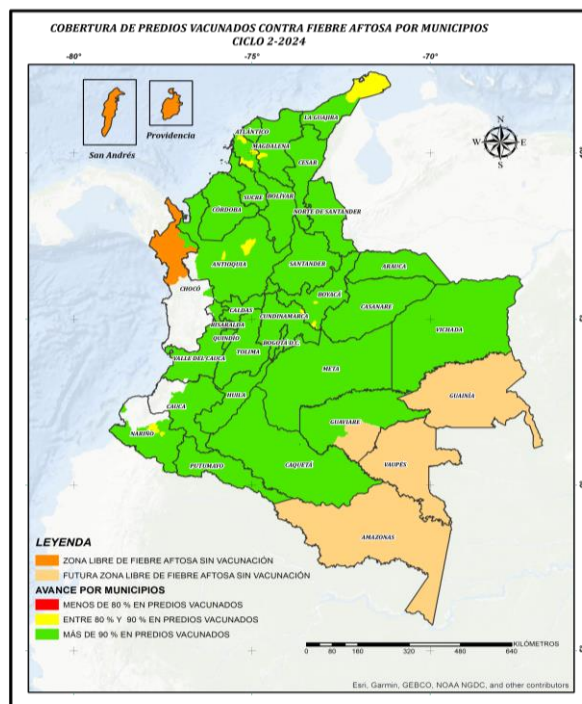 COBERTURA DE PREDIOS VACUNADOS CONTRA FIEBRE AFTOSA POR MUNICIPIOS
CICLO 2-2024
-80°
-75°
-70°
San Andrés
Providencia
N
W
E
S
LA GUAJIRA
ATLÁNTICO
MAGDALENA
CESAR
SUCRE
BOLÍVAR
CÓRDOBA
NORTE DE SANTANDER
ANTIOQUIA
SANTANDER
ARAUCA
CHOCÓ
BOYACÁ
CASANARE
CALDAS
CUNDINAMARCA
VICHADA
RISARALDA
QUINDÍO
BOGOTÁ D.C.
TOLIMA
VALLE DEL CAUCA
META
GUAINÍA
HUILA
CAUCA
GUAVIARE
NARIÑO
VAUPÉS
PUTUMAYO
CAQUETÁ
AMAZONAS
LEYENDA
ZONA LIBRE DE FIEBRE AFTOSA SIN VACUNACIÓN
FUTURA ZONA LIBRE DE FIEBRE AFTOSA SIN VACUNACIÓN
AVANCE POR MUNICIPIOS
MENOS DE 80 % EN PREDIOS VACUNADOS
ENTRE 80 % Y 90 % EN PREDIOS VACUNADOS
MÁS DE 90 % EN PREDIOS VACUNADOS
KILÓMETROS
0 80 160 320 480 640
Esri, Garmin, GEBCO, NOAA NGDC, and other contributors
-80°
-75°
-70°